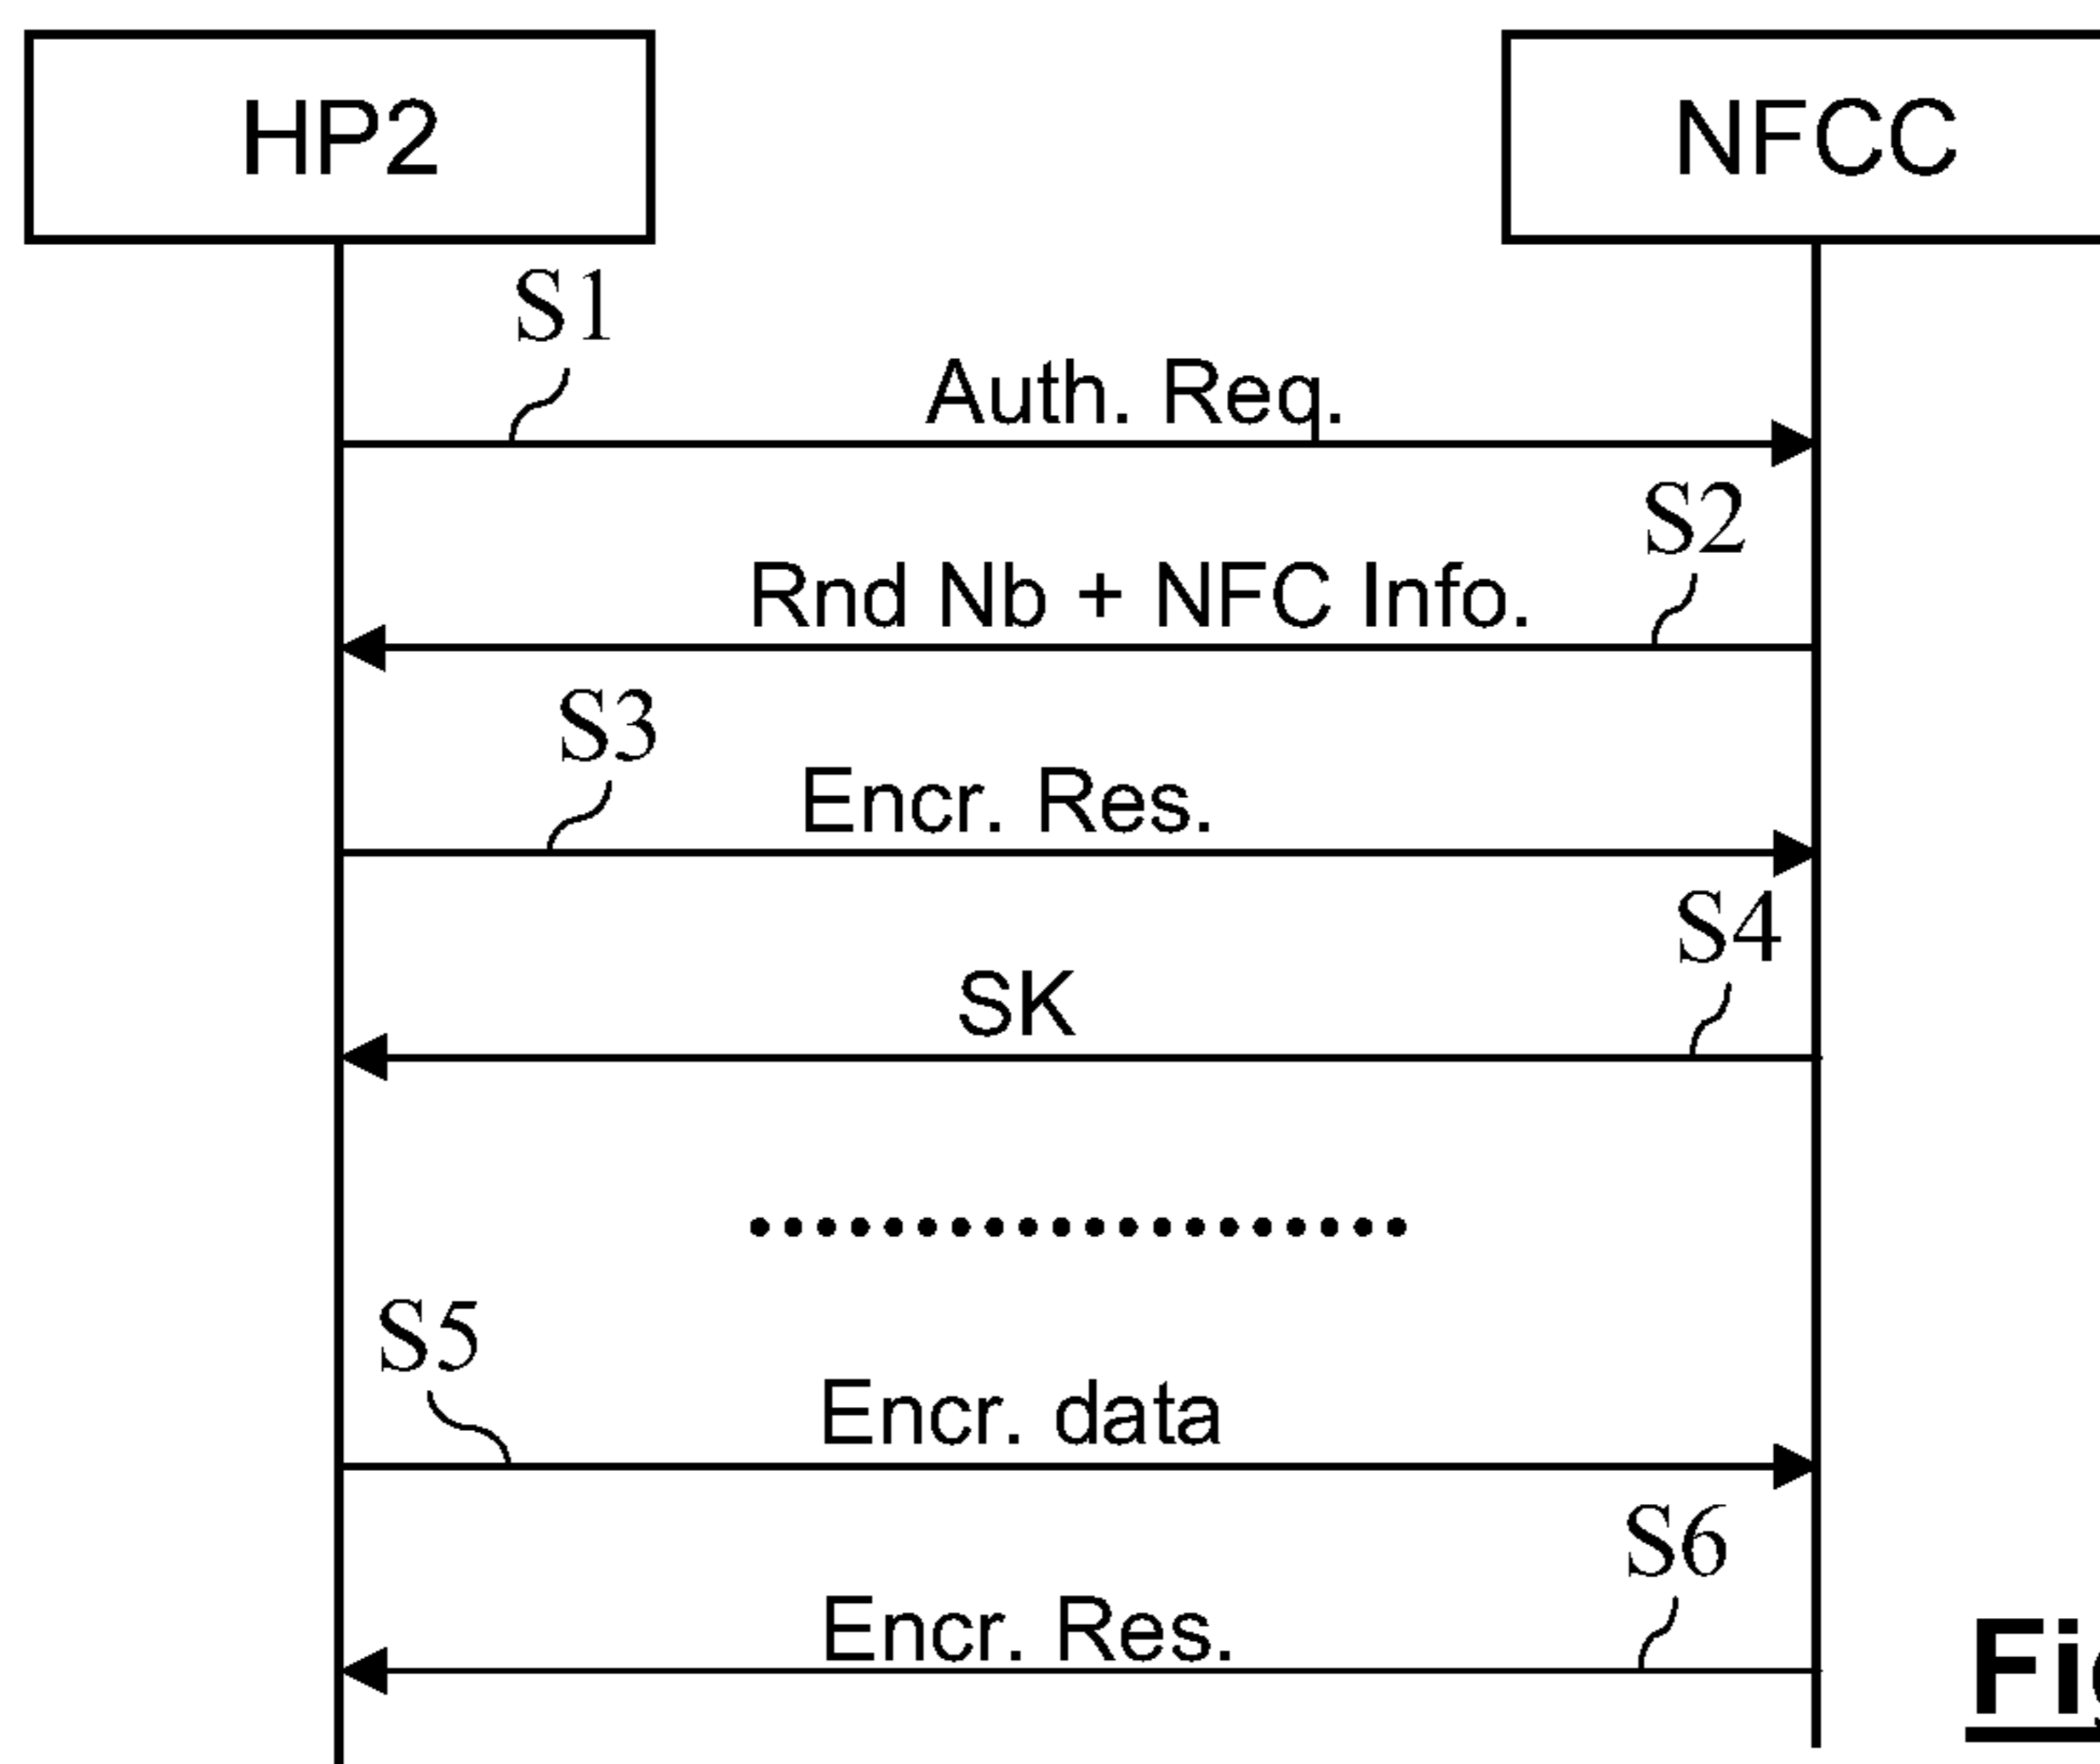 HP2
NFCC
S1
Auth. Req.
S2
Rnd Nb + NFC Info.
S3
Encr. Res.
S4
SK
S5
Encr. data
S6
Encr. Res.